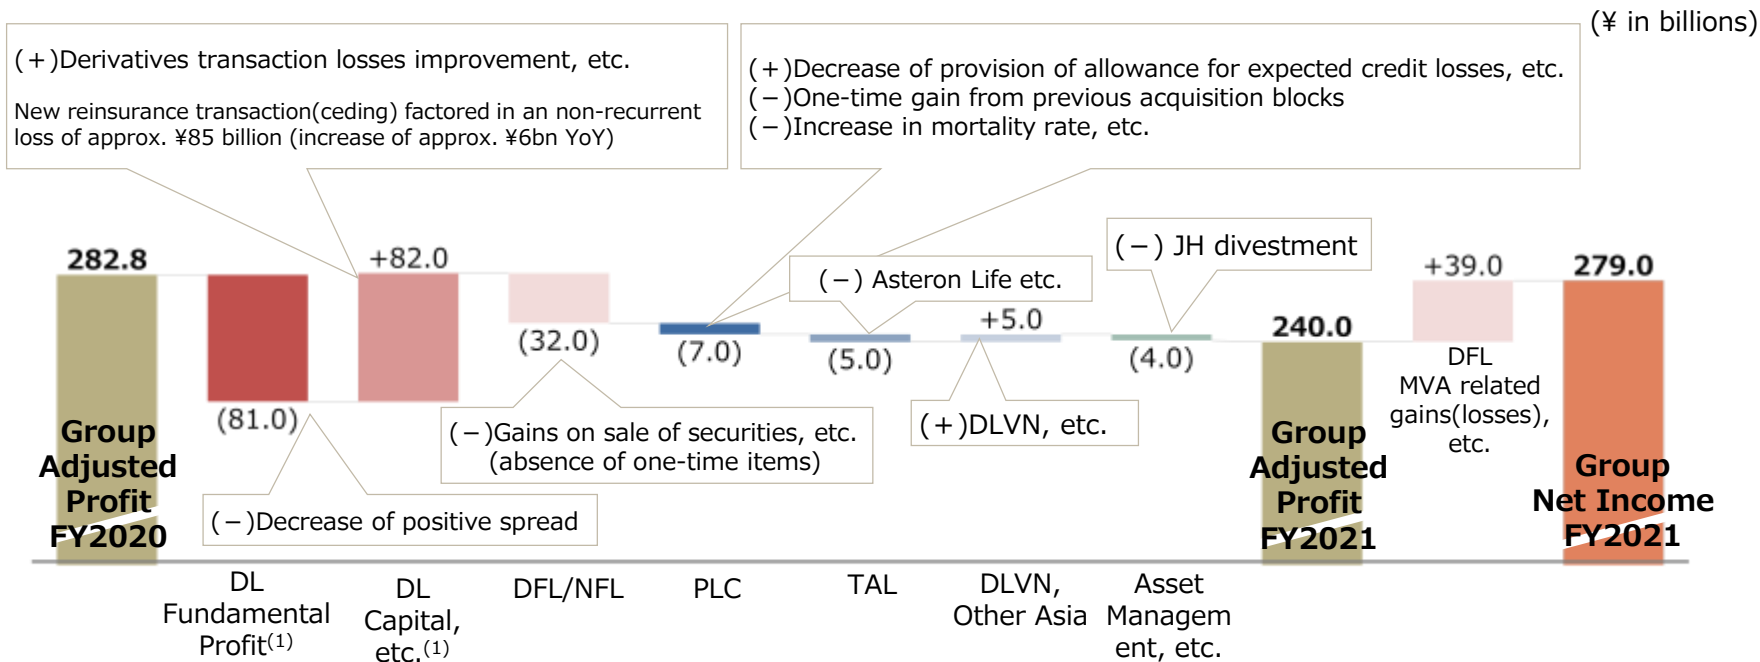 (¥ in billions)
(+)Derivatives transaction losses improvement, etc.
New reinsurance transaction(ceding) factored in an non-recurrent
loss of approx. ¥85 billion (increase of approx. ¥6bn YoY)
(+)Decrease of provision of allowance for expected credit losses, etc.
(−)One-time gain from previous acquisition blocks
(−)Increase in mortality rate, etc.
282.8
+82.0
(−) Asteron Life etc.
(−) JH divestment
+39.0
279.0
(81.0)
(32.0)
(7.0)
(5.0)
+5.0
(4.0)
240.0
DFL
MVA related
gains(losses),
etc.
(−)Gains on sale of securities, etc.
(absence of one-time items)
(+)DLVN, etc.
(−)Decrease of positive spread
Group
Adjusted
Profit
FY2020
Group
Adjusted
Profit
FY2021
Group
Net Income
FY2021
DL
Fundamental
Profit(1)
DL
Capital,
etc.(1)
DFL/NFL
PLC
TAL
DLVN,
Other Asia
Asset
Managem
ent, etc.